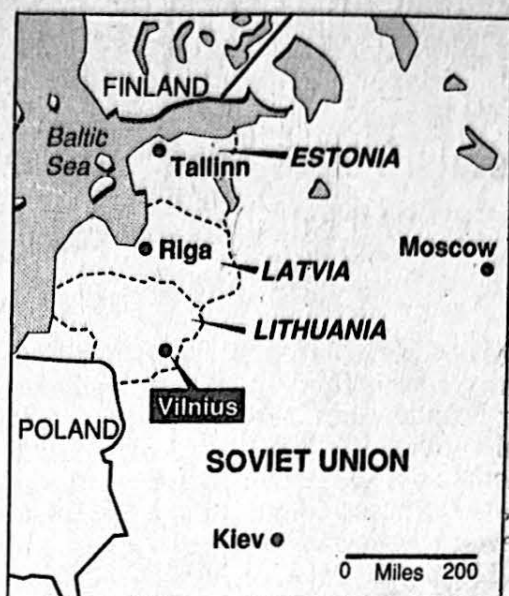 FINLAND
Baltic
Sea
Tallinn
ESTONIA
Riga
LATVIA
Moscow
LITHUANIA
Vilnius
POLAND
SOVIET UNION
Kiev
0 Miles 200